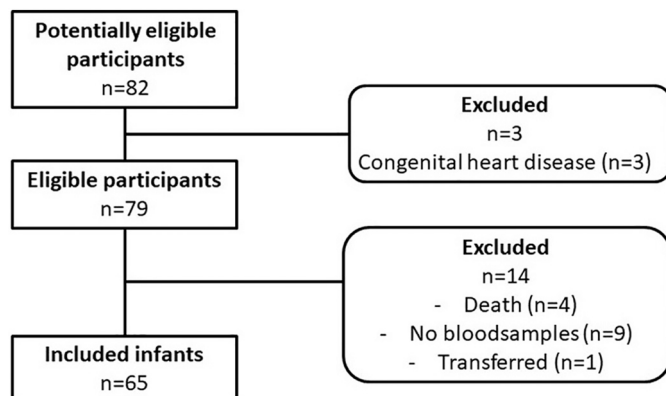 Potentially eligible
participants
n=82
Excluded
n=3
Congenital heart disease (n=3)
Eligible participants
n=79
Excluded
n=14
- Death (n=4)
- No bloodsamples (n=9)
- Transferred (n=1)
Included infants
n=65